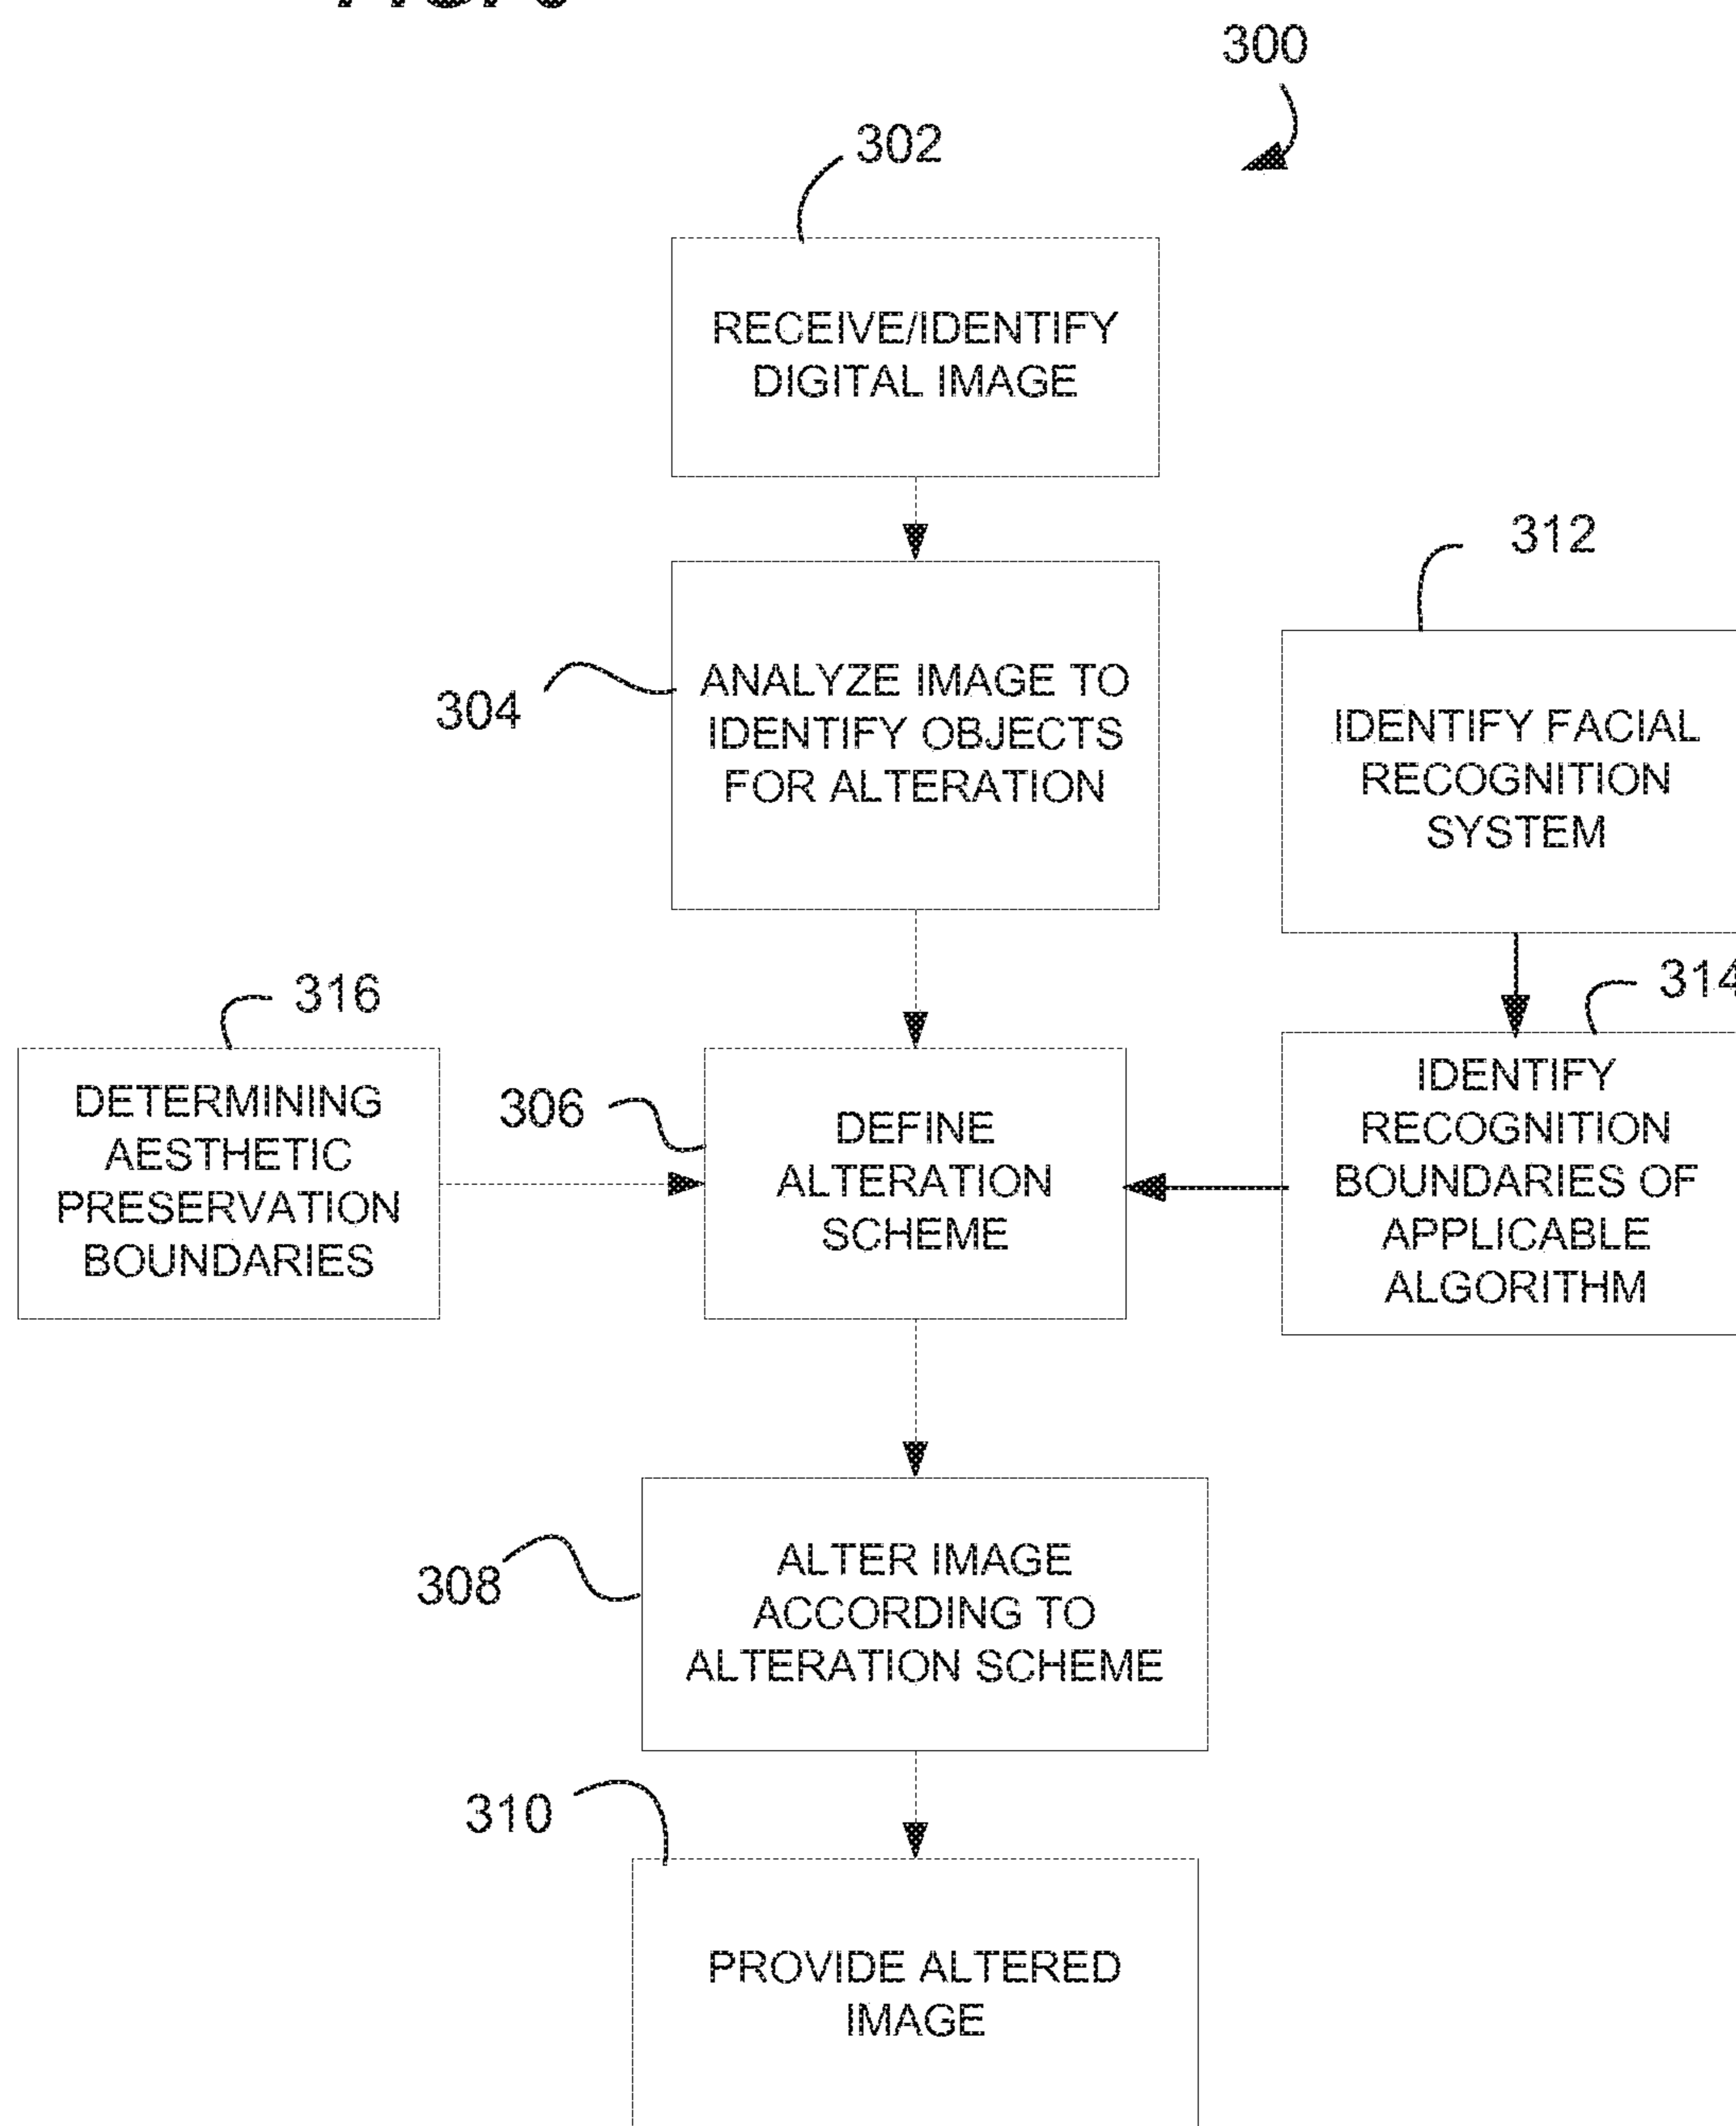 300
302
RECEIVE/IDENTIFY
DIGITAL IMAGE
304
ANALYZE IMAGE TO
IDENTIFY OBJECTS
FOR ALTERATION
312
IDENTIFY FACIAL
RECOGNITION
SYSTEM
316
DETERMINING
AESTHETIC
PRESERVATION
BOUNDARIES
306
DEFINE
ALTERATION
SCHEME
314
IDENTIFY
RECOGNITION
BOUNDARIES OF
APPLICABLE
ALGORITHM
308
ALTER IMAGE
ACCORDING TO
ALTERATION SCHEME
310
PROVIDE ALTERED
IMAGE